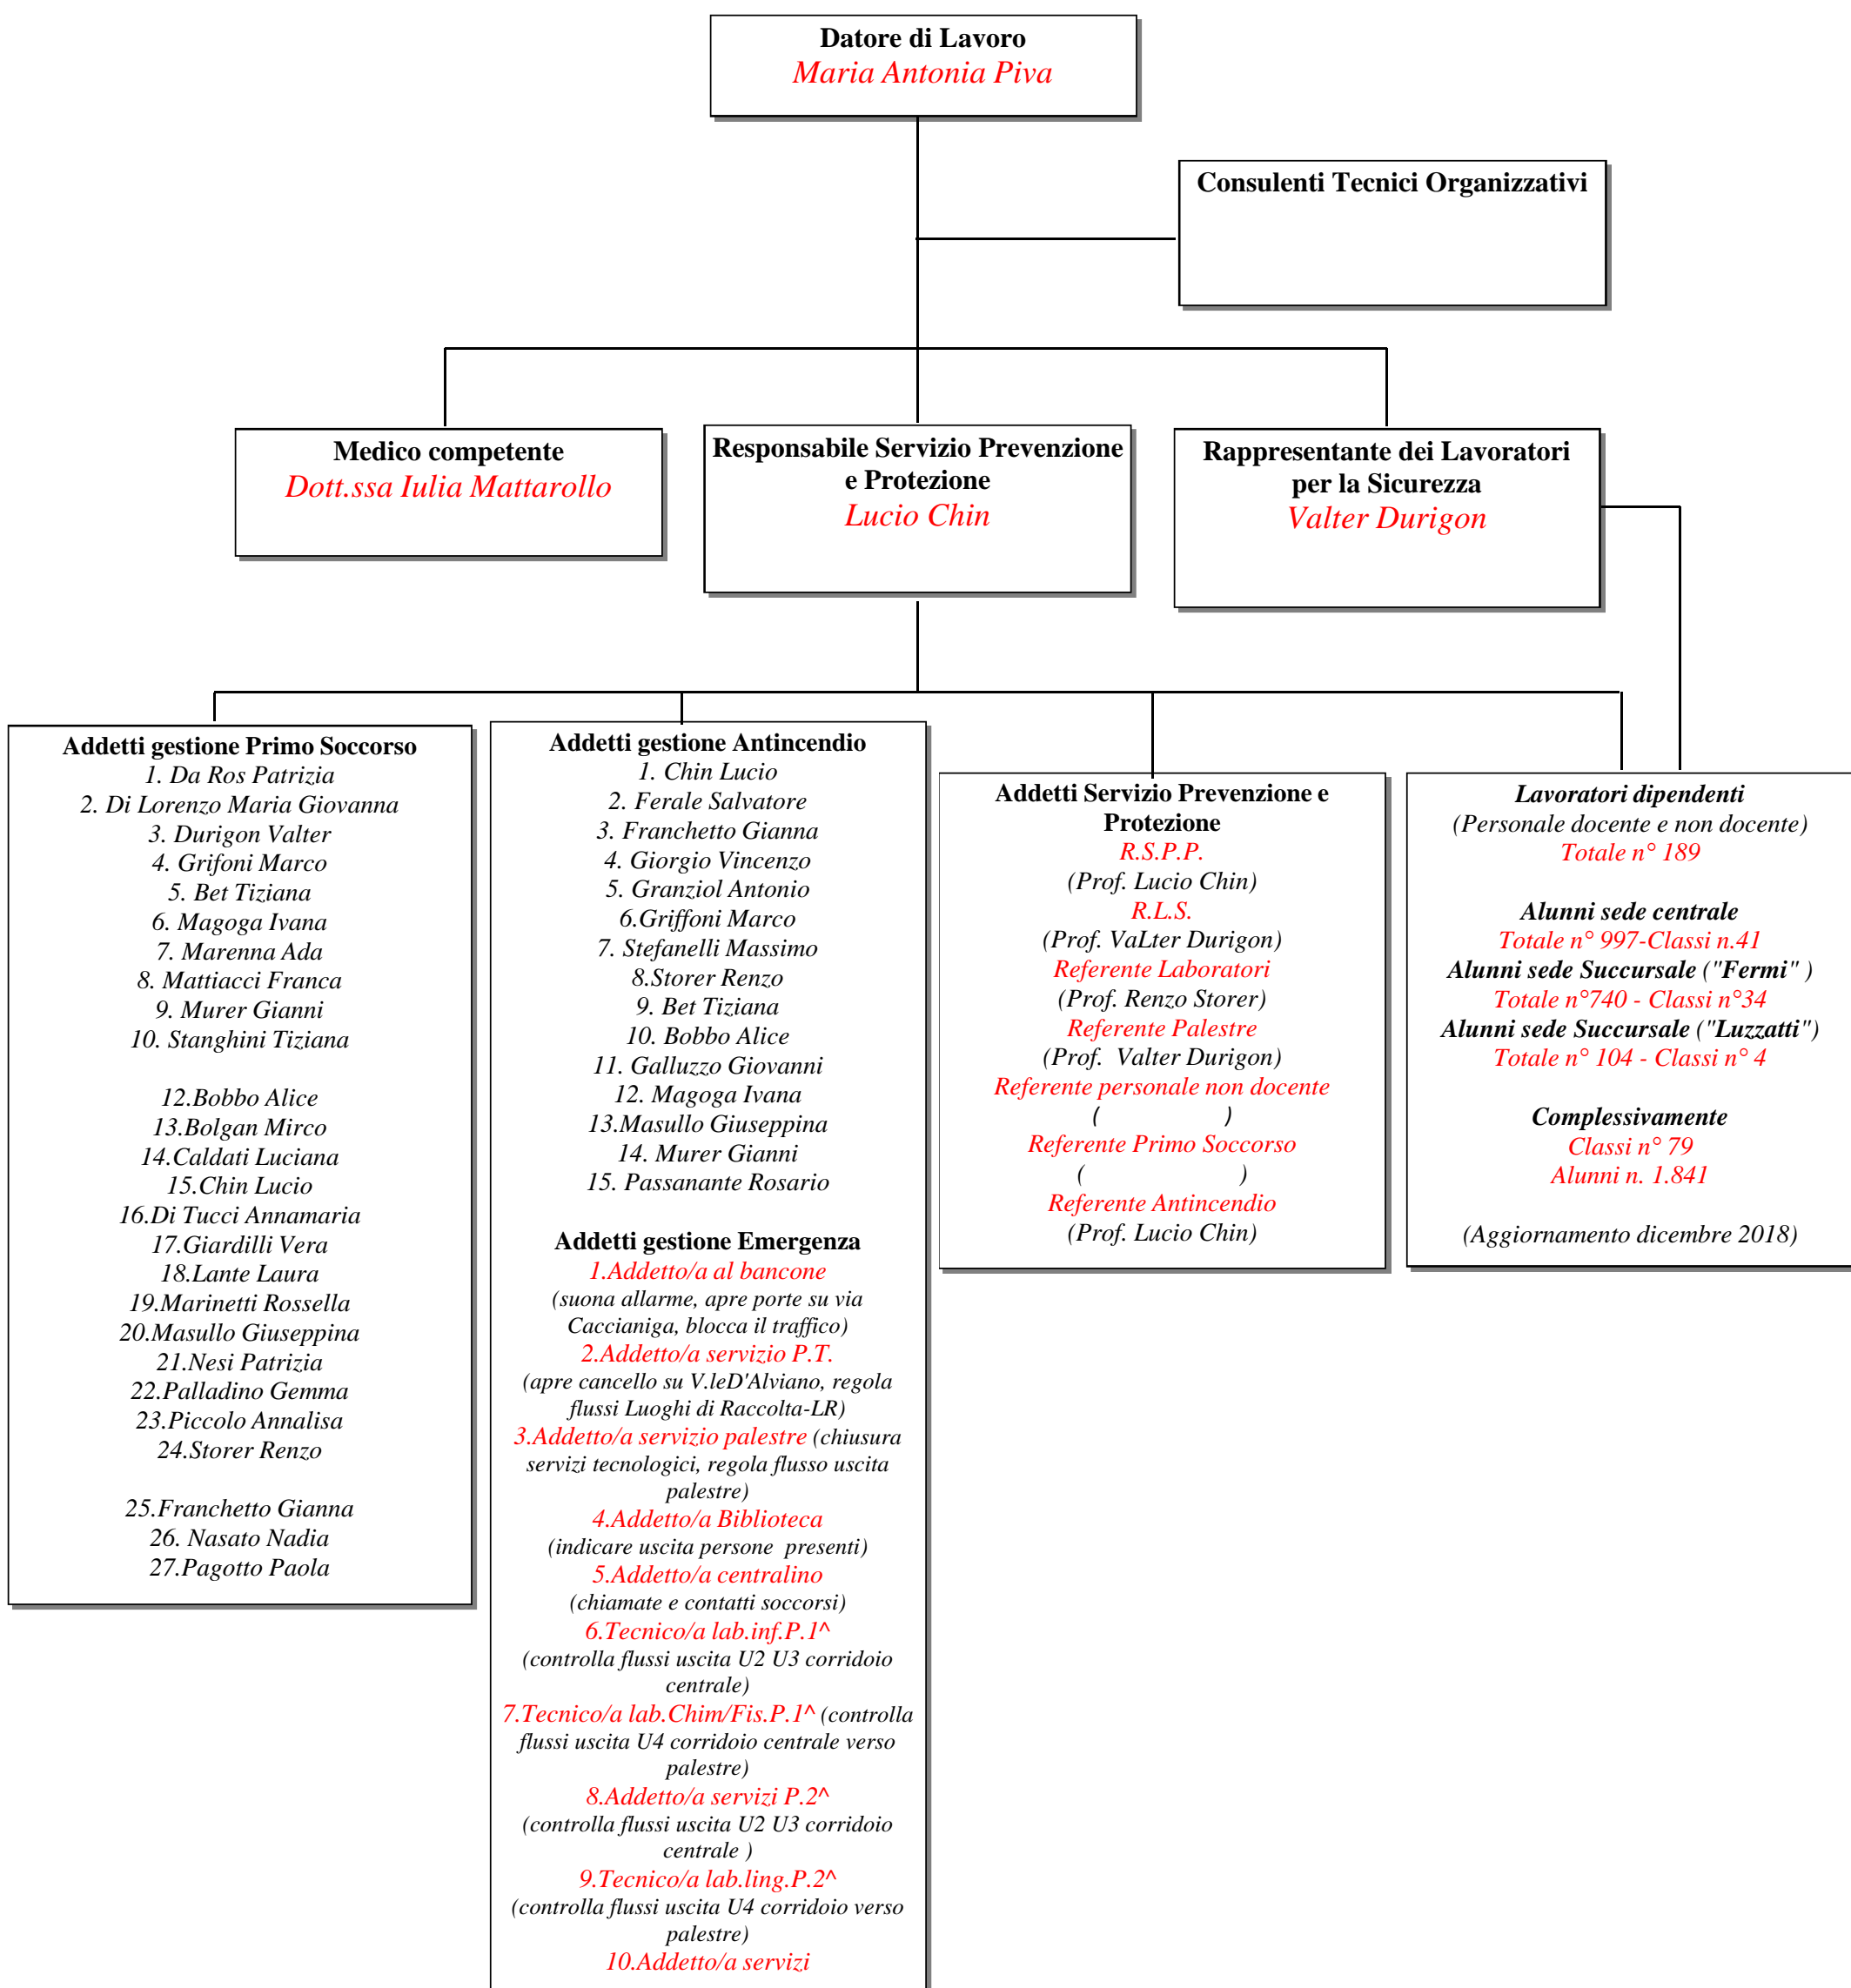 Datore di Lavoro
Maria Antonia Piva
Consulenti Tecnici Organizzativi
Medico competente
Dott.ssa Iulia Mattarollo
Responsabile Servizio Prevenzione
e Protezione
Lucio Chin
Rappresentante dei Lavoratori
per la Sicurezza
Valter Durigon
Addetti gestione Primo Soccorso
1. Da Ros Patrizia
2. Di Lorenzo Maria Giovanna
3. Durigon Valter
4. Grifoni Marco
5. Bet Tiziana
6. Magoga Ivana
7. Marenna Ada
8. Mattiacci Franca
9. Murer Gianni
10. Stanghini Tiziana
12.Bobbo Alice
13.Bolgan Mirco
14.Caldati Luciana
15.Chin Lucio
16.Di Tucci Annamaria
17.Giardilli Vera
18.Lante Laura
19.Marinetti Rossella
20.Masullo Giuseppina
21.Nesi Patrizia
22.Palladino Gemma
23.Piccolo Annalisa
24.Storer Renzo
25.Franchetto Gianna
26. Nasato Nadia
27.Pagotto Paola
Addetti gestione Antincendio
1. Chin Lucio
2. Ferale Salvatore
3. Franchetto Gianna
4. Giorgio Vincenzo
5. Granziol Antonio
6.Griffoni Marco
7. Stefanelli Massimo
8.Storer Renzo
9. Bet Tiziana
10. Bobbo Alice
11. Galluzzo Giovanni
12. Magoga Ivana
13.Masullo Giuseppina
14. Murer Gianni
15. Passanante Rosario
Addetti gestione Emergenza
1.Addetto/a al bancone
(suona allarme, apre porte su via
Caccianiga, blocca il traffico)
2.Addetto/a servizio P.T.
(apre cancello su V.leD'Alviano, regola
flussi Luoghi di Raccolta-LR)
3.Addetto/a servizio palestre (chiusura
servizi tecnologici, regola flusso uscita
palestre)
4.Addetto/a Biblioteca
(indicare uscita persone presenti)
5.Addetto/a centralino
(chiamate e contatti soccorsi)
6.Tecnico/a lab.inf.P.1^
(controlla flussi uscita U2 U3 corridoio
centrale)
7.Tecnico/a lab.Chim/Fis.P.1^ (controlla
flussi uscita U4 corridoio centrale verso
palestre)
8.Addetto/a servizi P.2^
(controlla flussi uscita U2 U3 corridoio
centrale )
9.Tecnico/a lab.ling.P.2^
(controlla flussi uscita U4 corridoio verso
palestre)
10.Addetto/a servizi
Addetti Servizio Prevenzione e
Protezione
R.S.P.P.
(Prof. Lucio Chin)
R.L.S.
(Prof. VaLter Durigon)
Referente Laboratori
(Prof. Renzo Storer)
Referente Palestre
(Prof. Valter Durigon)
Referente personale non docente
( )
Referente Primo Soccorso
( )
Referente Antincendio
(Prof. Lucio Chin)
Lavoratori dipendenti
(Personale docente e non docente)
Totale n° 189
Alunni sede centrale
Totale n° 997-Classi n.41
Alunni sede Succursale ("Fermi" )
Totale n°740 - Classi n°34
Alunni sede Succursale ("Luzzatti")
Totale n° 104 - Classi n° 4
Complessivamente
Classi n° 79
Alunni n. 1.841
(Aggiornamento dicembre 2018)